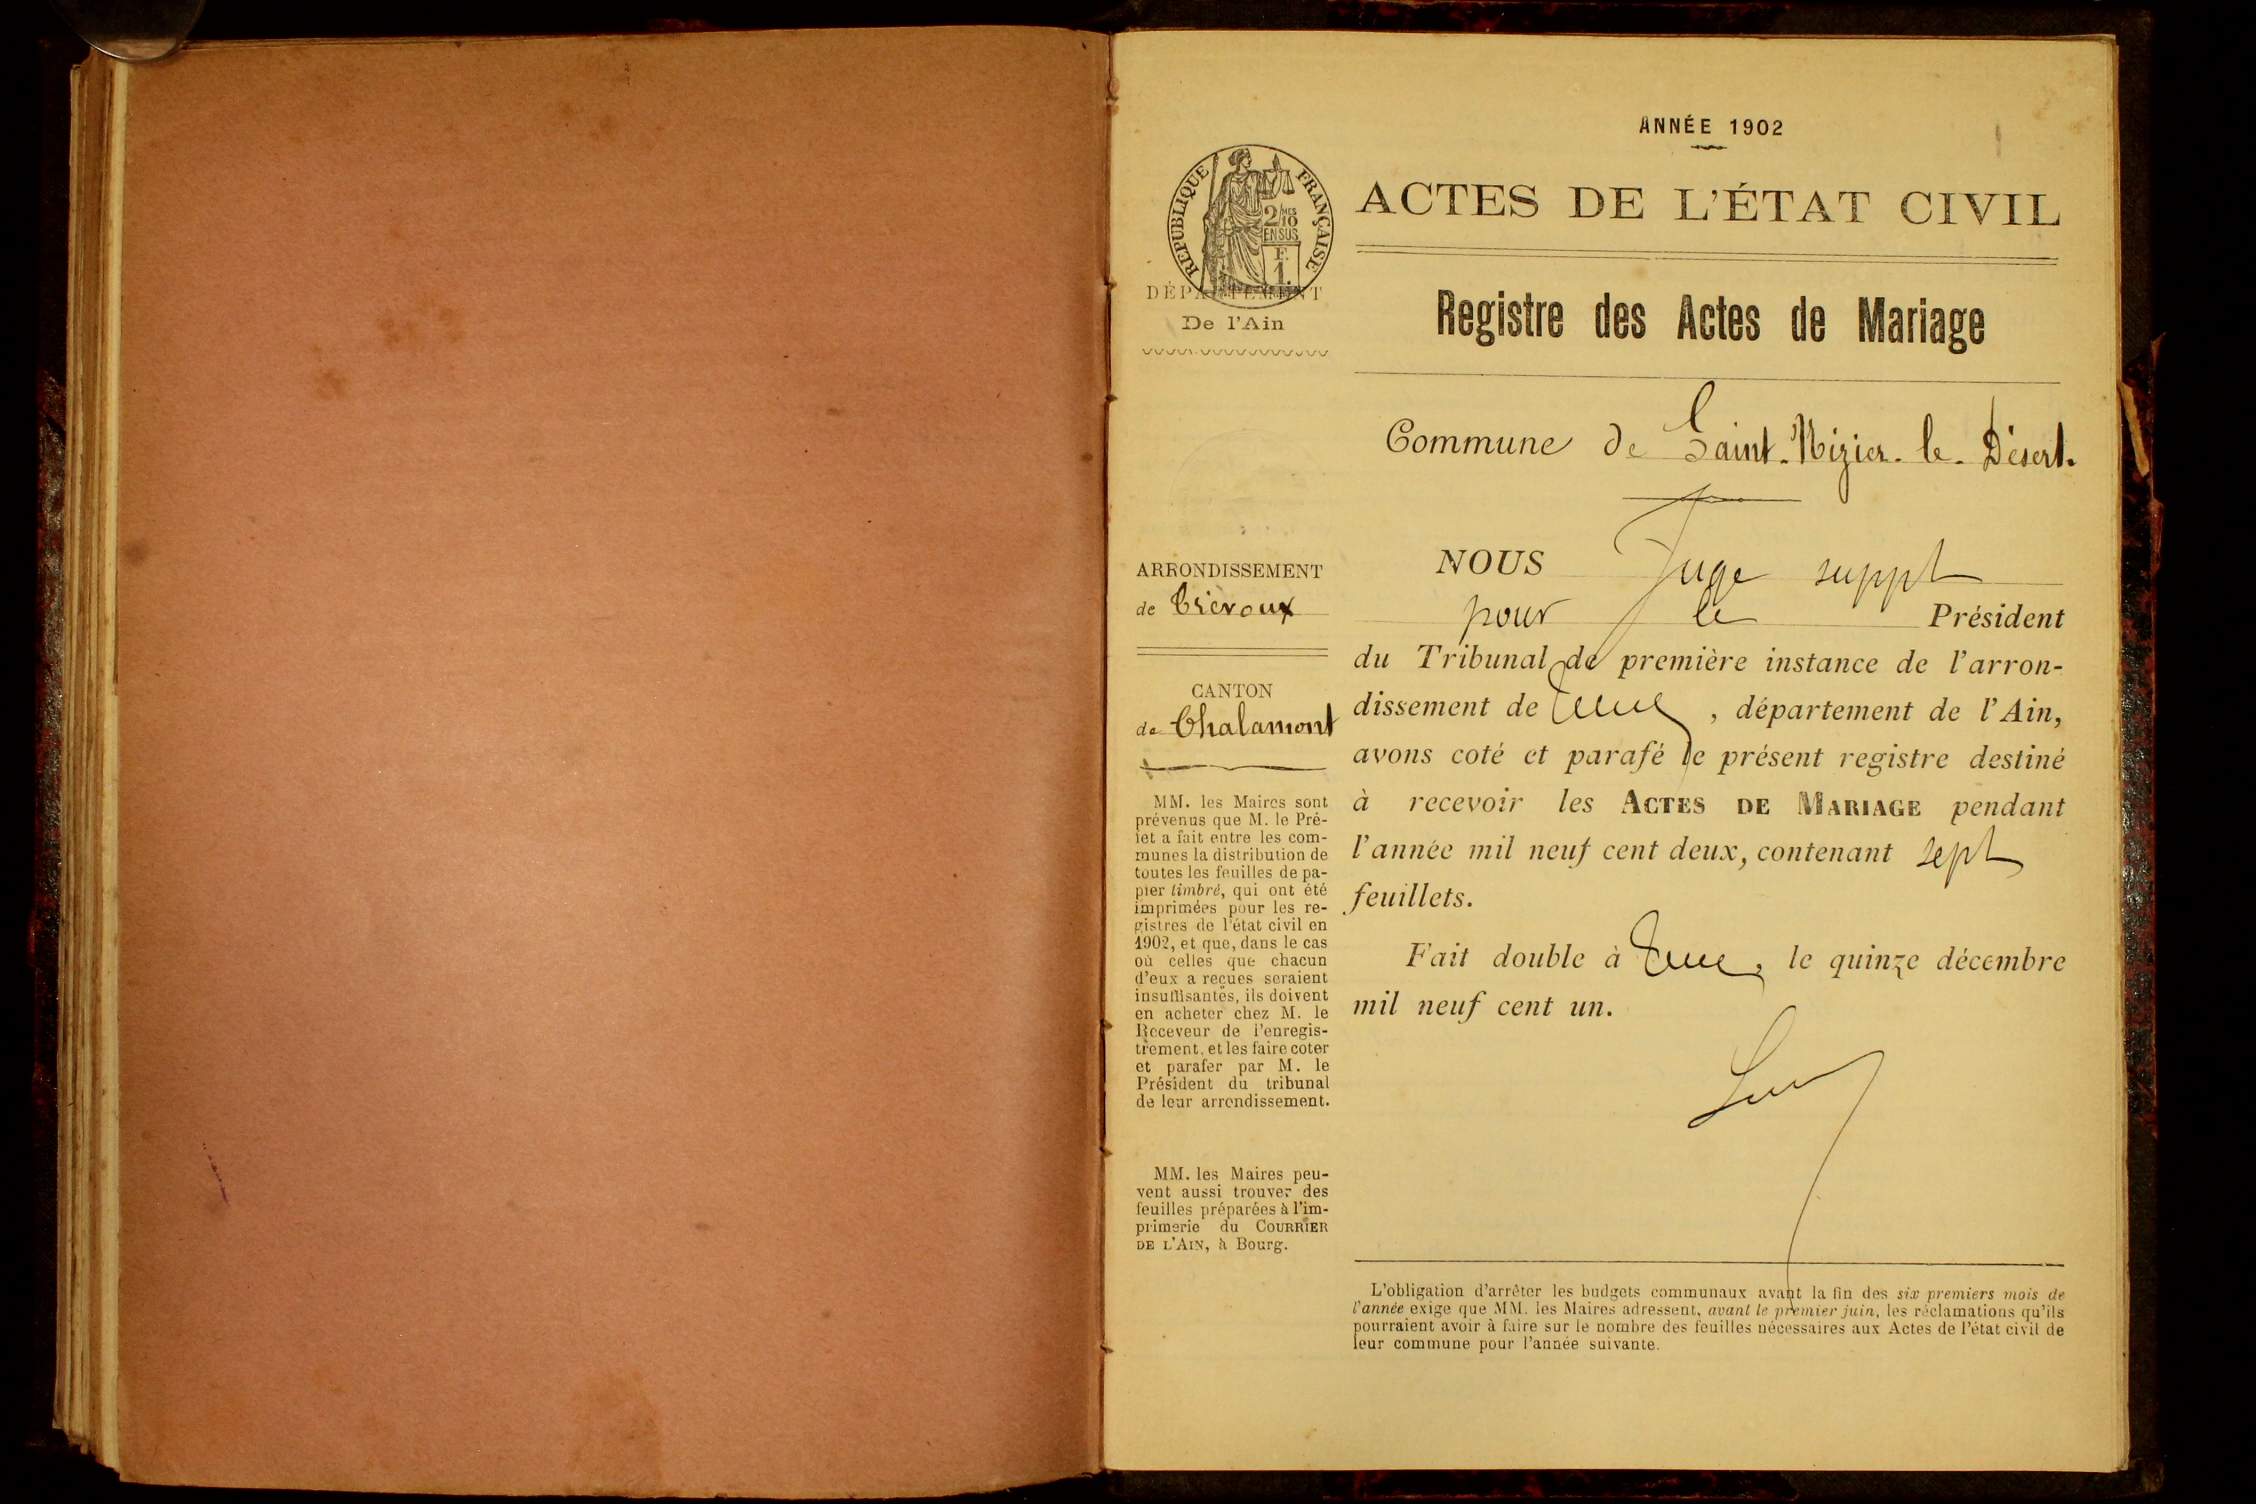 ANNÉE 1902
RÉPUBLIQUE FRANÇAISE
2/10 MES
EN SUS
F.
1.
ACTES DE L'ÉTAT CIVIL
DÉPARTEMENT
De l'Ain
Registre des Actes de Mariage
Commune de Saint-Nizier-le-Désert.
ARRONDISSEMENT
de Trévoux
CANTON
de Chalamont
MM. les Maires sont
prévenus que M. le Pré-
fet a fait entre les com-
munes la distribution de
toutes les feuilles de pa-
pier timbré, qui ont été
imprimées pour les re-
gistres de l'état civil en
1902, et que, dans le cas
où celles que chacun
d'eux a reçues seraient
insuffisantes, ils doivent
en acheter chez M. le
Receveur de l'enregis-
trement, et les faire coter
et parafer par M. le
Président du tribunal
de leur arrondissement.
MM. les Maires peu-
vent aussi trouver des
feuilles préparées à l'im-
primerie du COURRIER
DE L'AIN, à Bourg.
NOUS Juge suppt
pour le Président
du Tribunal de première instance de l'arron-
dissement de , département de l'Ain,
avons coté et parafé le présent registre destiné
à recevoir les ACTES DE MARIAGE pendant
l'année mil neuf cent deux, contenant sept
feuillets.
Fait double à , le quinze décembre
mil neuf cent un.
L'obligation d'arrêter les budgets communaux avant la fin des six premiers mois de
l'année exige que MM. les Maires adressent, avant le premier juin, les réclamations qu'ils
pourraient avoir à faire sur le nombre des feuilles nécessaires aux Actes de l'état civil de
leur commune pour l'année suivante.